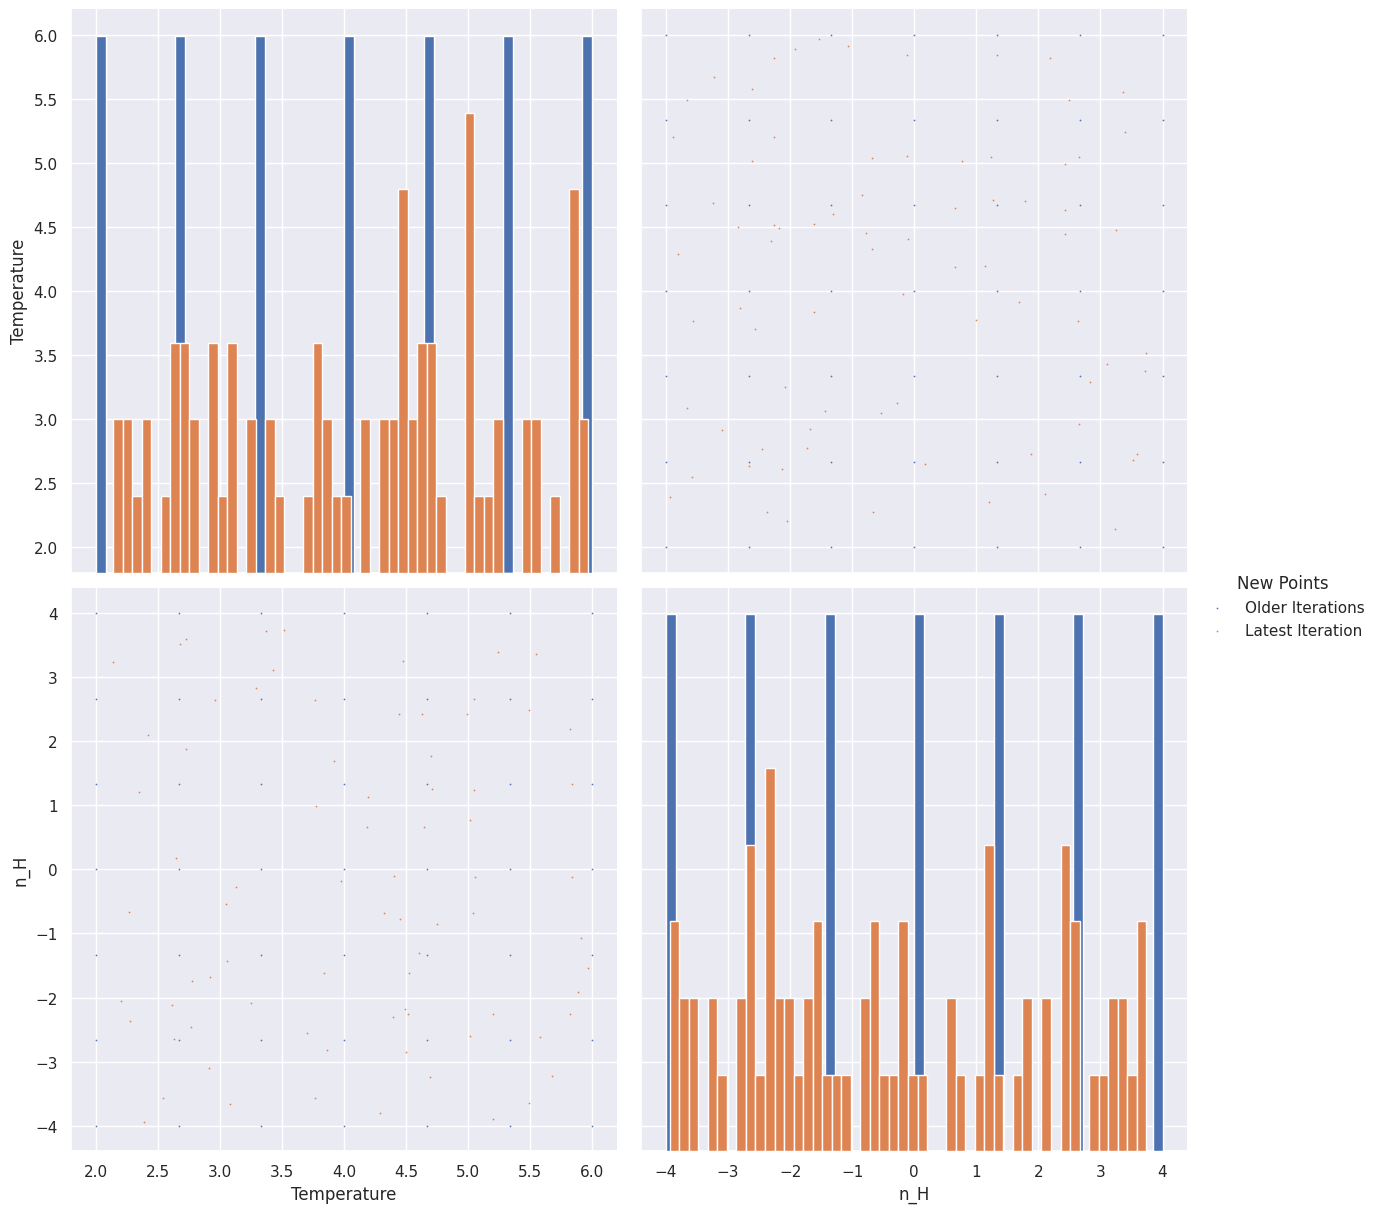 6.0
5.5
5.0
4.5
4.0
3.5
3.0
2.5
2.0
Temperature
New Points
Older Iterations
Latest Iteration
4
3
2
1
0
−1
−2
−3
−4
n_H
2.0 2.5 3.0 3.5 4.0 4.5 5.0 5.5 6.0
Temperature
−4 −3 −2 −1 0 1 2 3 4
n_H